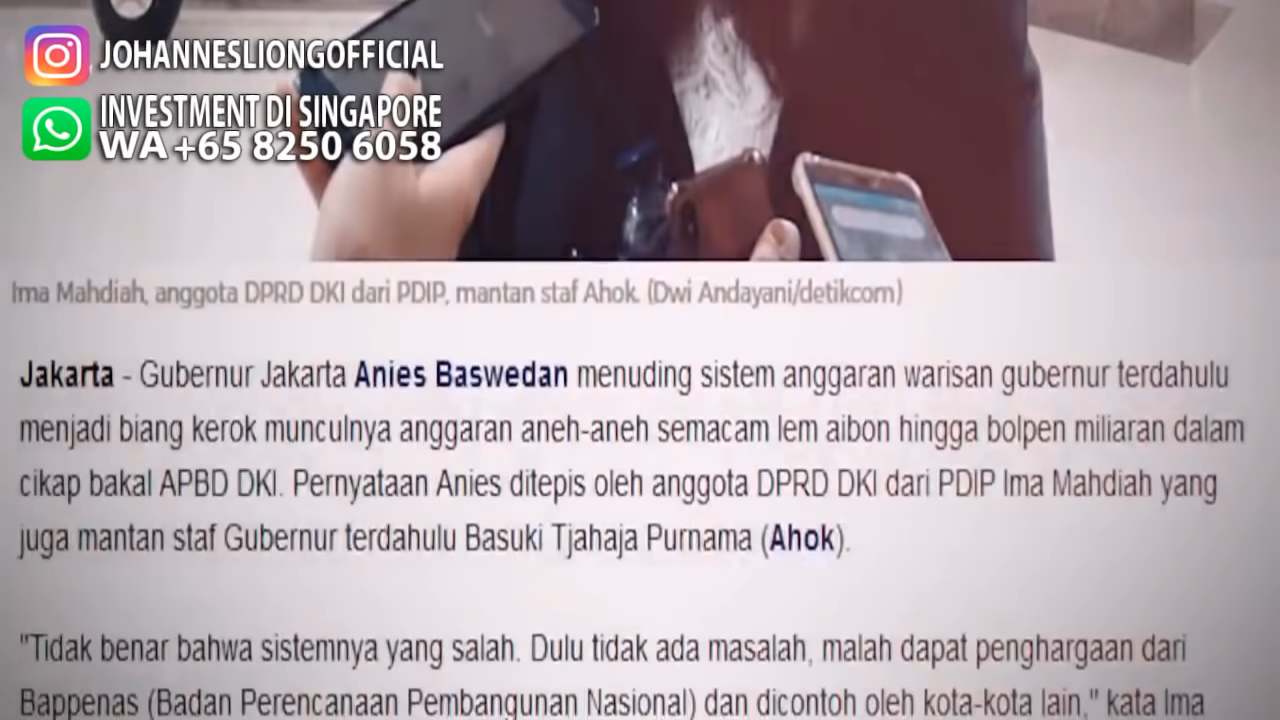 JOHANNESLIONGOFFICIAL
INVESTMENT DI SINGAPORE
WA +65 8250 6058
Ima Mahdiah, anggota DPRD DKI dari PDIP, mantan staf Ahok. (Dwi Andayani/detikcom)
Jakarta - Gubernur Jakarta Anies Baswedan menuding sistem anggaran warisan gubernur terdahulu
menjadi biang kerok munculnya anggaran aneh-aneh semacam lem aibon hingga bolpen miliaran dalam
cikap bakal APBD DKI. Pernyataan Anies ditepis oleh anggota DPRD DKI dari PDIP Ima Mahdiah yang
juga mantan staf Gubernur terdahulu Basuki Tjahaja Purnama (Ahok).
"Tidak benar bahwa sistemnya yang salah. Dulu tidak ada masalah, malah dapat penghargaan dari
Bappenas (Badan Perencanaan Pembangunan Nasional) dan dicontoh oleh kota-kota lain," kata Ima